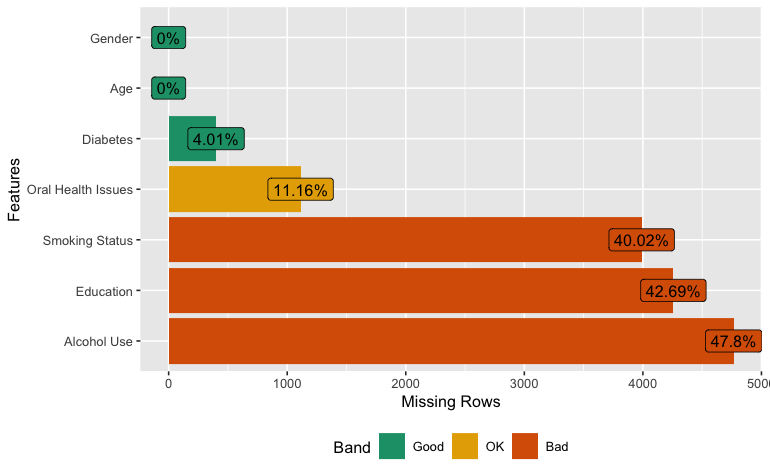 Features
Gender
0%
Age
0%
Diabetes
4.01%
Oral Health Issues
11.16%
Smoking Status
40.02%
Education
42.69%
Alcohol Use
47.8%
0 1000 2000 3000 4000 5000
Missing Rows
Band Good OK Bad